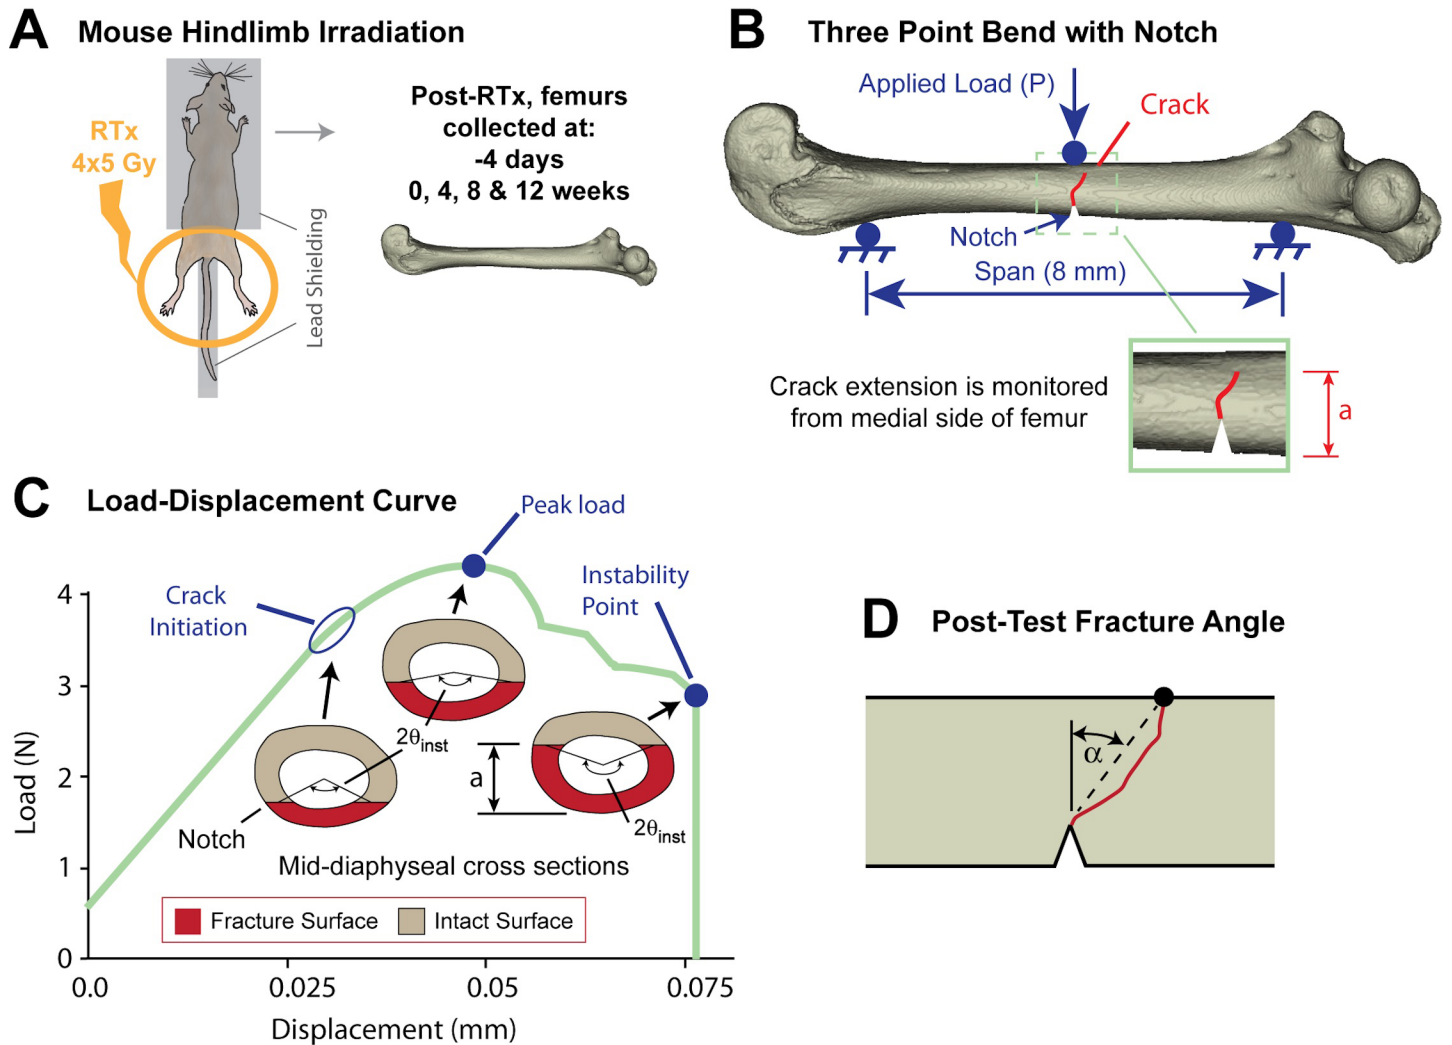 A Mouse Hindlimb Irradiation
RTx
4x5 Gy
Lead Shielding
Post-RTx, femurs
collected at:
-4 days
0, 4, 8 & 12 weeks
B Three Point Bend with Notch
Applied Load (P)
Crack
Notch
Span (8 mm)
Crack extension is monitored
from medial side of femur
a
C Load-Displacement Curve
Peak load
Instability
Point
Crack
Initiation
4
3
2
1
0
Load (N)
2θinst
a
2θinst
Notch
Mid-diaphyseal cross sections
Fracture Surface
Intact Surface
0.0
0.025
0.05
0.075
Displacement (mm)
D Post-Test Fracture Angle
α